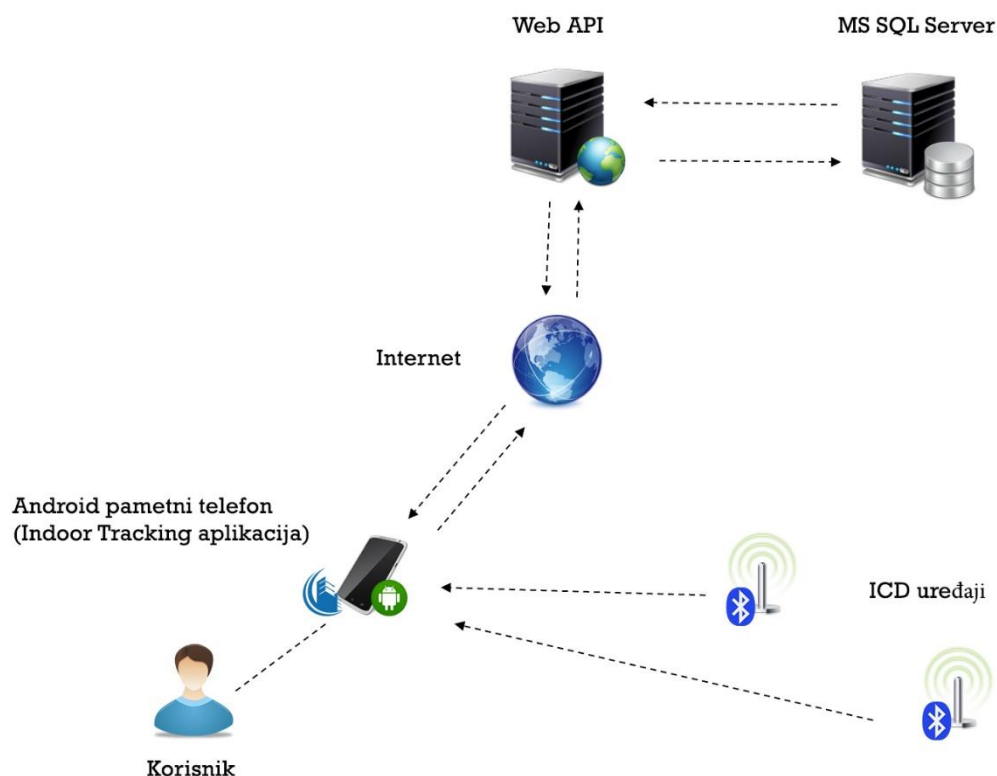 Web API
MS SQL Server
Internet
Android pametni telefon
(Indoor Tracking aplikacija)
ICD uređaji
Korisnik